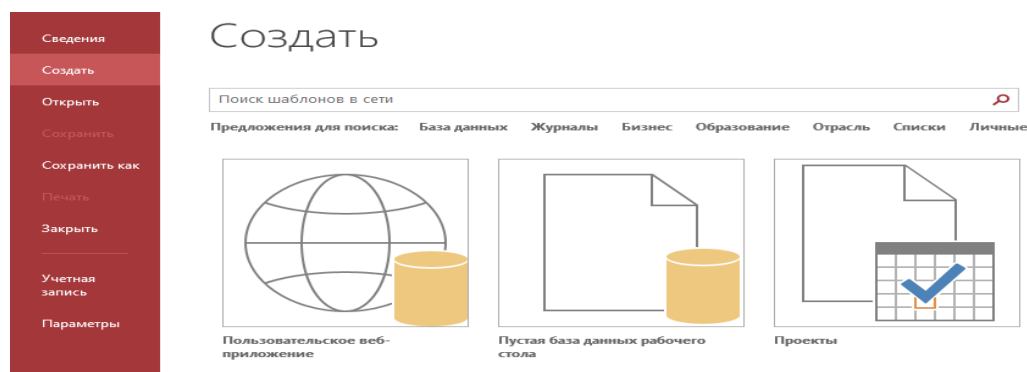 Сведения
Создать
Открыть
Сохранить
Сохранить как
Печать
Закрыть
Учетная
запись
Параметры
Создать
Поиск шаблонов в сети
Предложения для поиска: База данных Журналы Бизнес Образование Отрасль Списки Личные
Пользовательское веб-
приложение
Пустая база данных рабочего
стола
Проекты